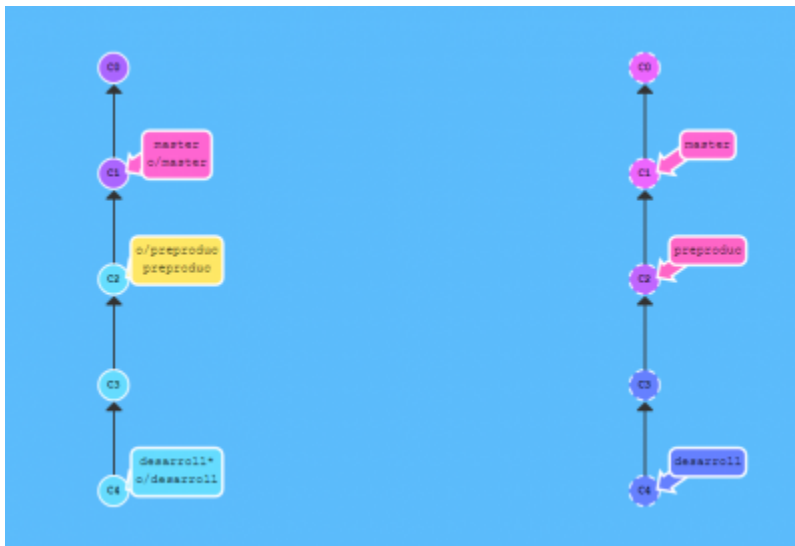 C0
C0
master
o/master
master
C1
C1
o/preproduc
preproduc
preproduc
C2
C2
C3
C3
desarroll*
o/desarroll
desarroll
C4
C4